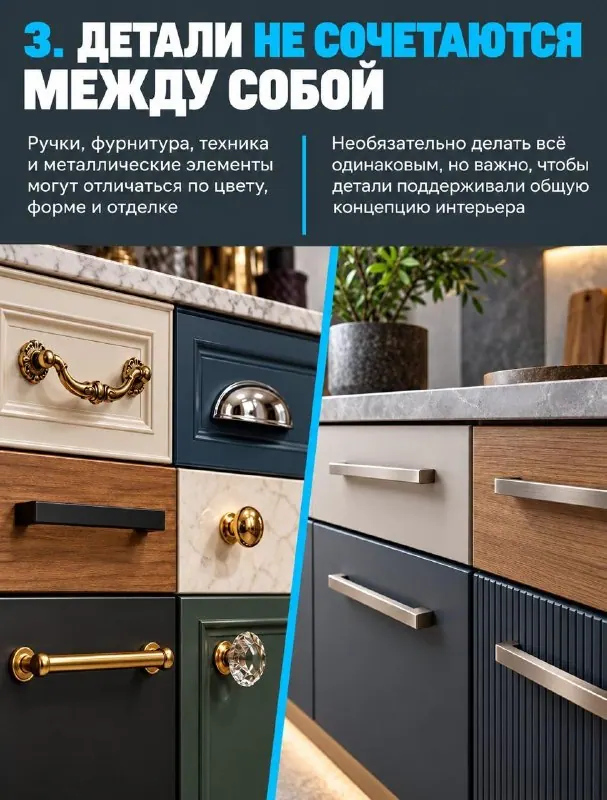 3. ДЕТАЛИ НЕ СОЧЕТАЮТСЯ
МЕЖДУ СОБОЙ
Ручки, фурнитура, техника
и металлические элементы
могут отличаться по цвету,
форме и отделке
Необязательно делать всё
одинаковым, но важно, чтобы
детали поддерживали общую
концепцию интерьера